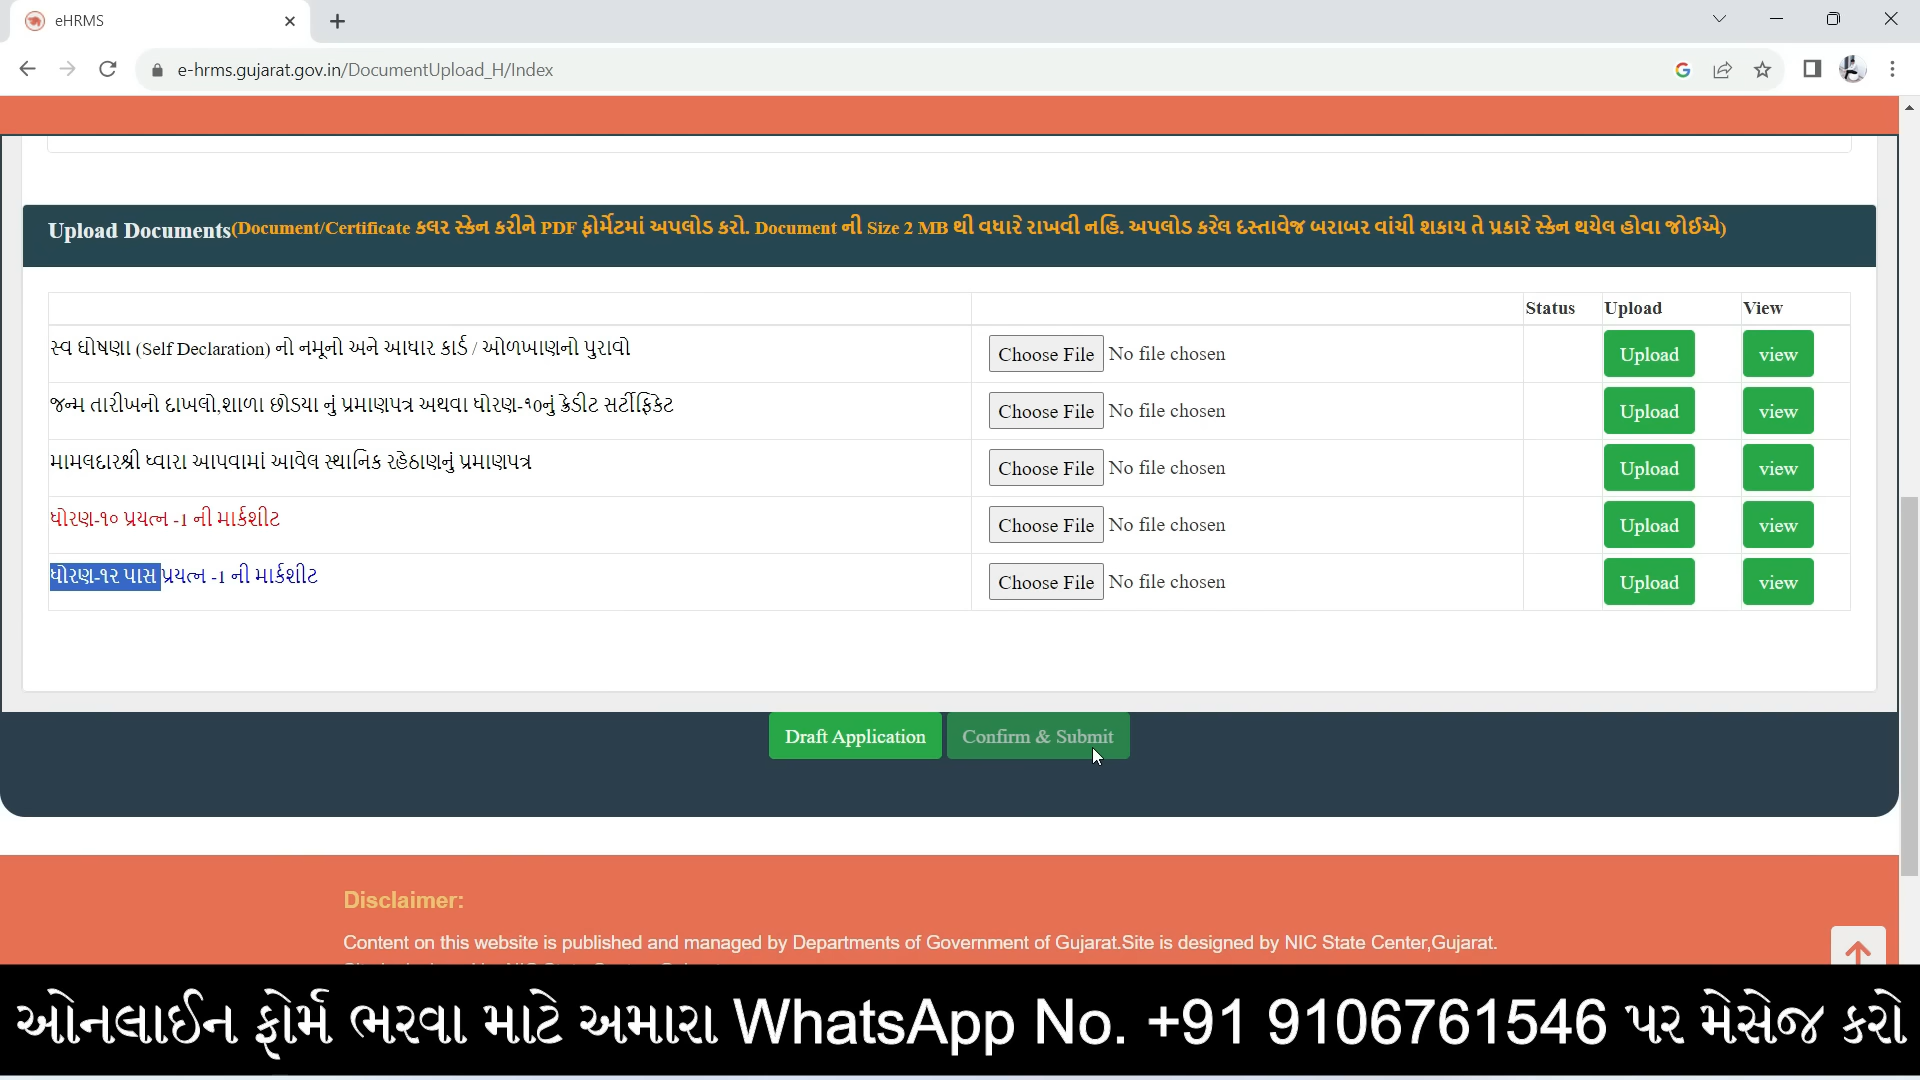 eHRMS
e-hrms.gujarat.gov.in/DocumentUpload_H/Index
Upload Documents(Document/Certificate કલર સ્કેન કરીને PDF ફોર્મેટમાં અપલોડ કરો. Document ની Size 2 MB થી વધારે રાખવી નહિ. અપલોડ કરેલ દસ્તાવેજ બરાબર વાંચી શકાય તે પ્રકારે સ્કેન થયેલ હોવા જોઈએ)
Status Upload View
સ્વ ઘોષણા (Self Declaration) નો નમૂનો અને આધાર કાર્ડ / ઓળખાણનો પુરાવો Choose File No file chosen Upload view
જન્મ તારીખનો દાખલો,શાળા છોડયા નું પ્રમાણપત્ર અથવા ધોરણ-૧0નું ક્રેડીટ સર્ટીફિકેટ Choose File No file chosen Upload view
મામલદારશ્રી ધ્વારા આપવામાં આવેલ સ્થાનિક રહેઠાણનું પ્રમાણપત્ર Choose File No file chosen Upload view
ધોરણ-૧૦ પ્રયત્ન -1 ની માર્કશીટ Choose File No file chosen Upload view
ધોરણ-૧૨ પાસ પ્રયત્ન -1 ની માર્કશીટ Choose File No file chosen Upload view
Draft Application Confirm & Submit
Disclaimer:
Content on this website is published and managed by Departments of Government of Gujarat.Site is designed by NIC State Center,Gujarat.
ઓનલાઈન ફોર્મ ભરવા માટે અમારા WhatsApp No. +91 9106761546 પર મેસેજ કરો